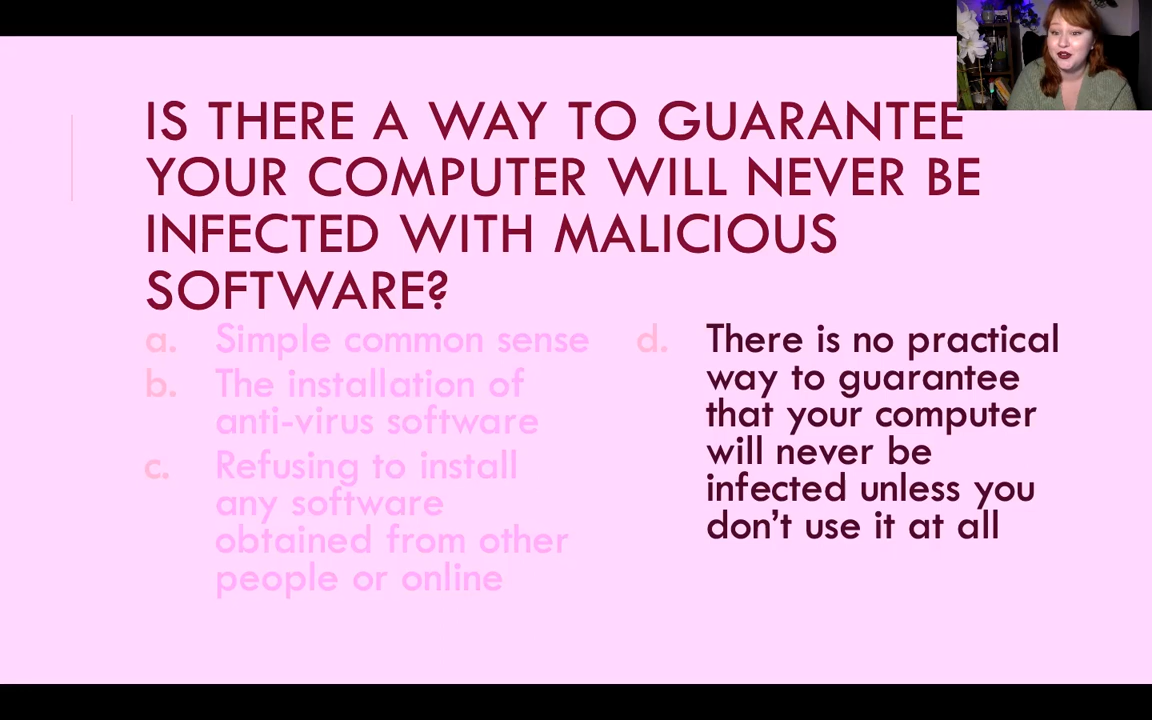 IS THERE A WAY TO GUARANTEE
YOUR COMPUTER WILL NEVER BE
INFECTED WITH MALICIOUS
SOFTWARE?
a. Simple common sense
b. The installation of
anti-virus software
c. Refusing to install
any software
obtained from other
people or online
d. There is no practical
way to guarantee
that your computer
will never be
infected unless you
don’t use it at all